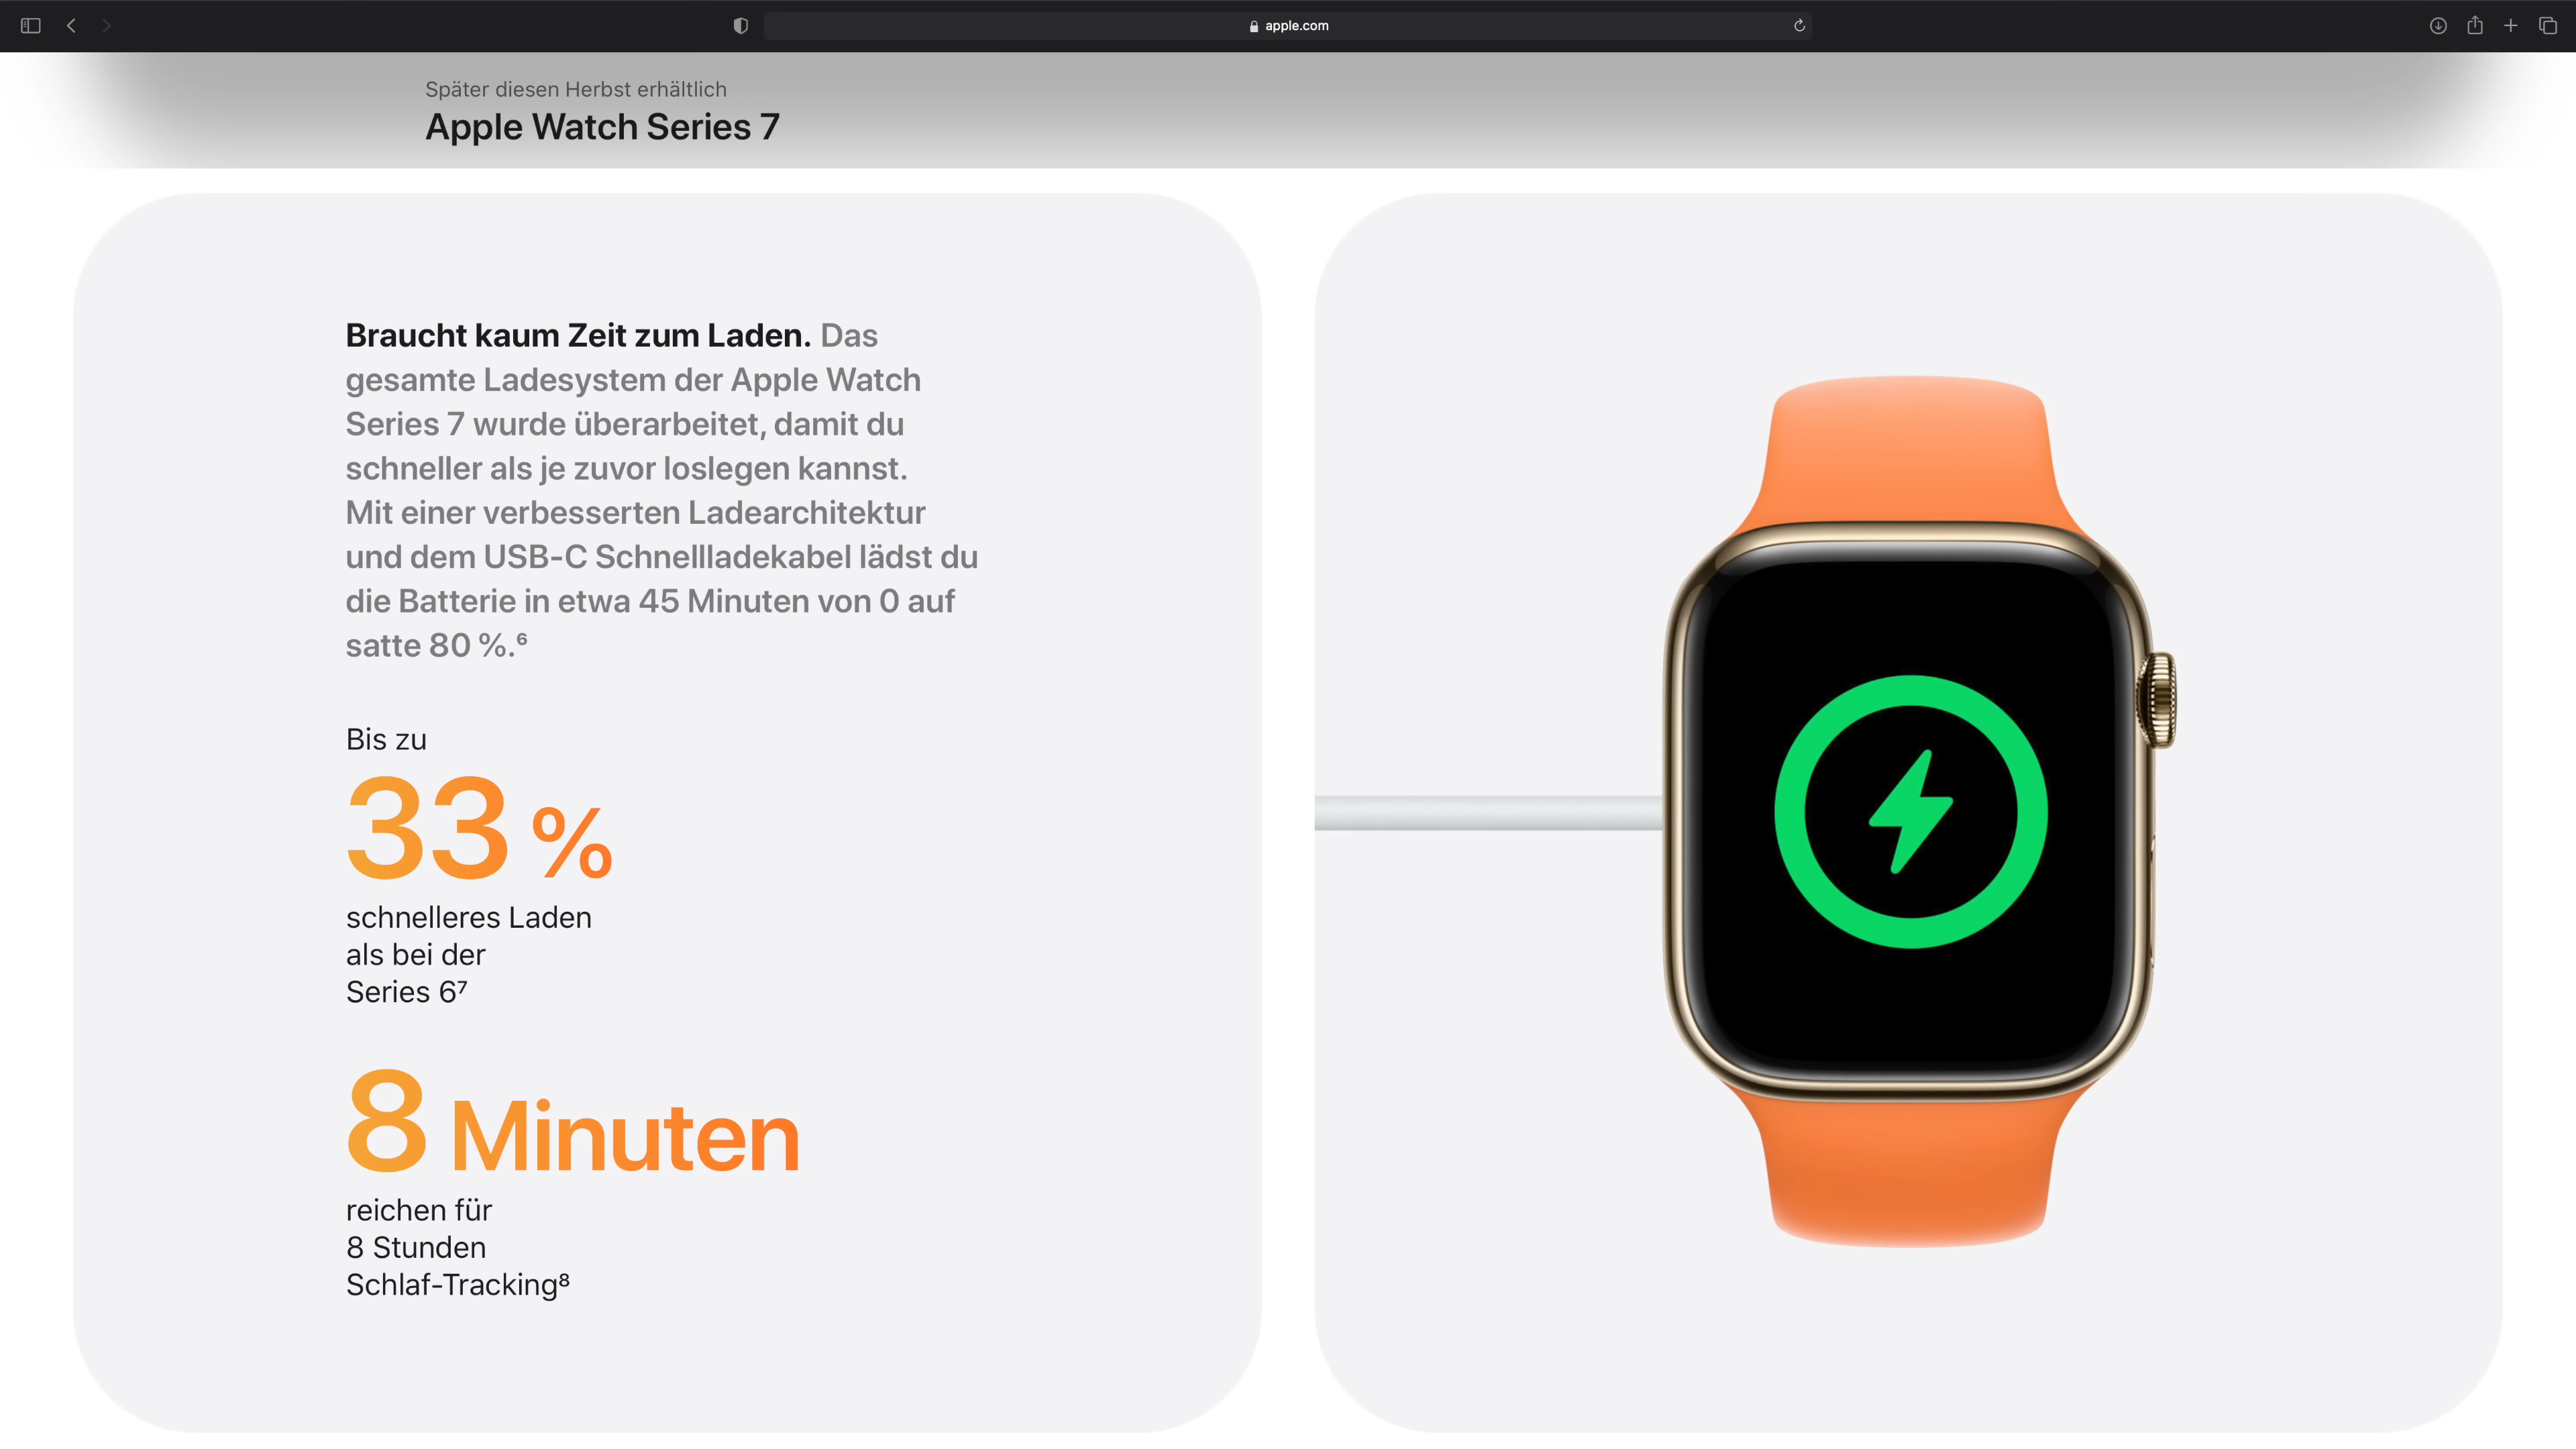 apple.com
Später diesen Herbst erhältlich
Apple Watch Series 7
Braucht kaum Zeit zum Laden. Das
gesamte Ladesystem der Apple Watch
Series 7 wurde überarbeitet, damit du
schneller als je zuvor loslegen kannst.
Mit einer verbesserten Ladearchitektur
und dem USB-C Schnellladekabel lädst du
die Batterie in etwa 45 Minuten von 0 auf
satte 80 %.⁶
Bis zu
33 %
schnelleres Laden
als bei der
Series 6⁷
8 Minuten
reichen für
8 Stunden
Schlaf-Tracking⁸